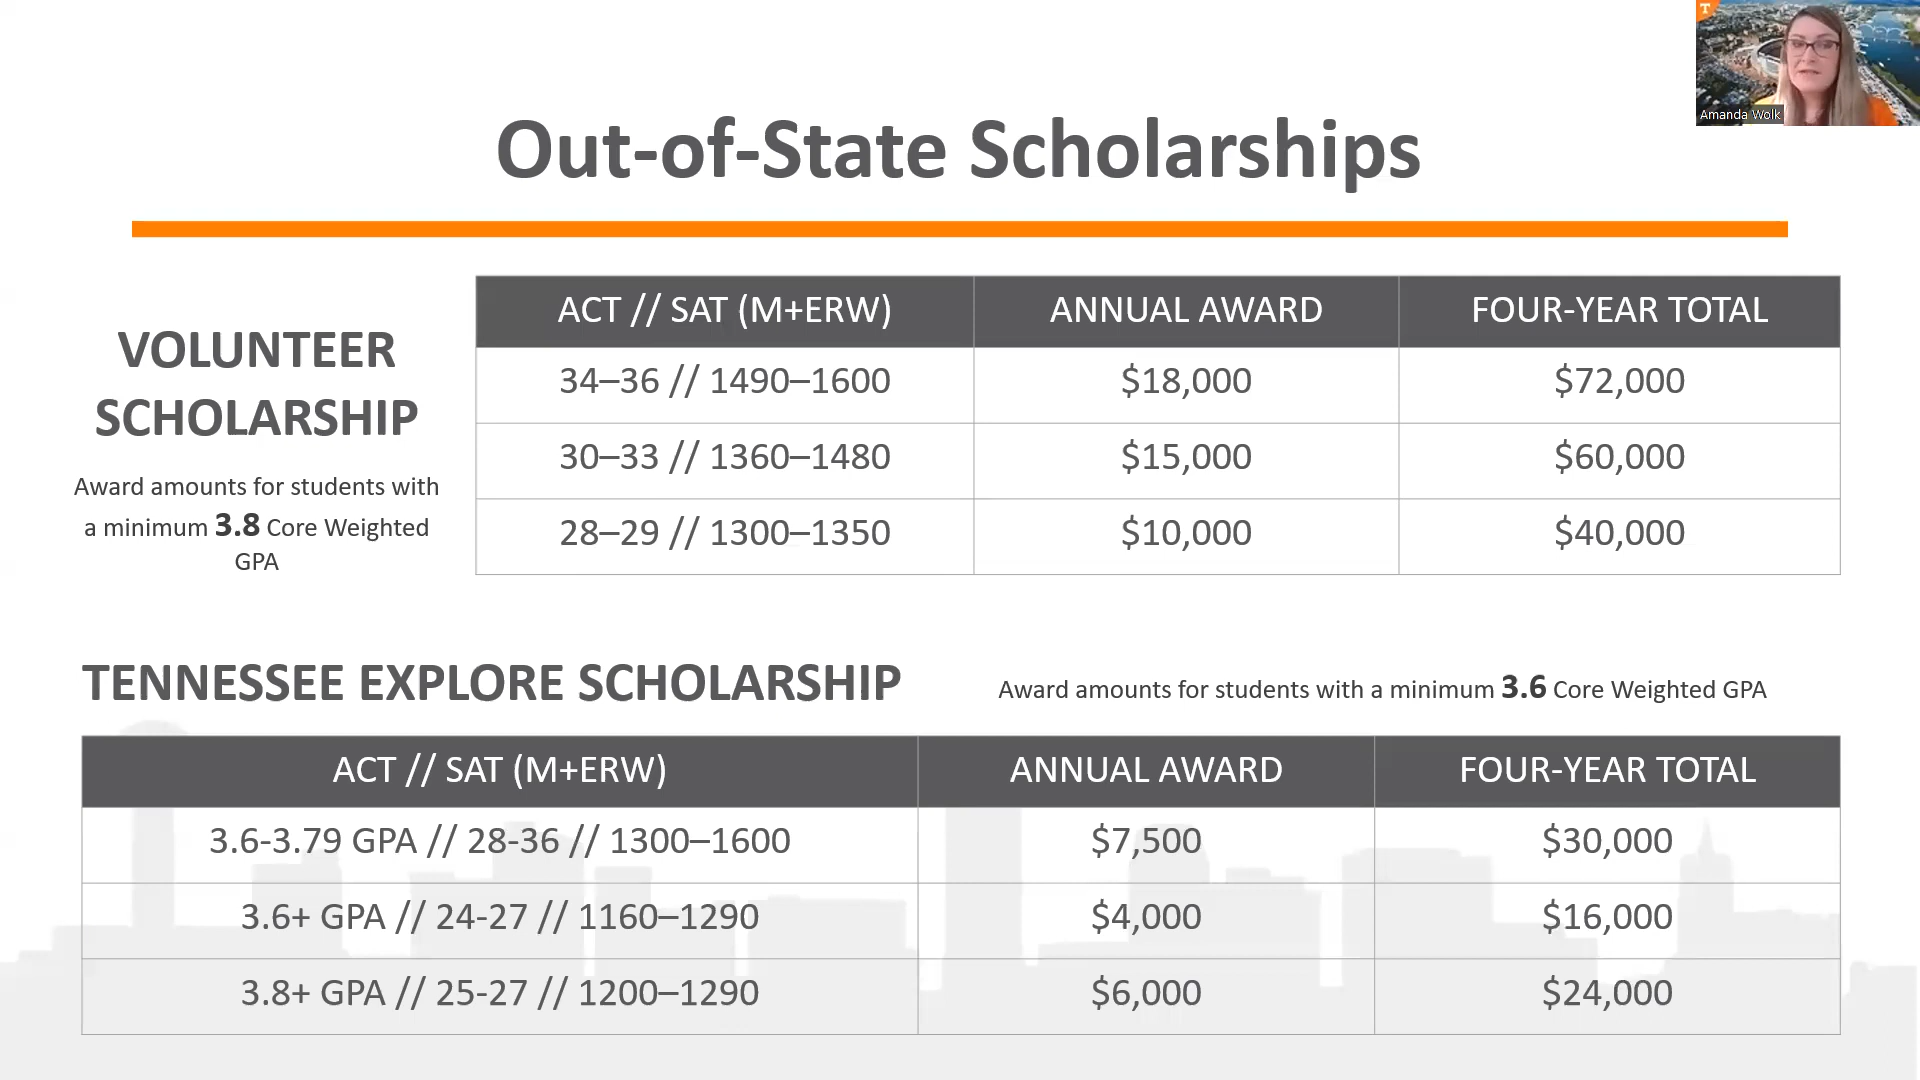 T
Amanda Wolk
Out-of-State Scholarships
VOLUNTEER
SCHOLARSHIP
Award amounts for students with
a minimum 3.8 Core Weighted
GPA
ACT // SAT (M+ERW) ANNUAL AWARD FOUR-YEAR TOTAL
34–36 // 1490–1600 $18,000 $72,000
30–33 // 1360–1480 $15,000 $60,000
28–29 // 1300–1350 $10,000 $40,000
TENNESSEE EXPLORE SCHOLARSHIP
Award amounts for students with a minimum 3.6 Core Weighted GPA
ACT // SAT (M+ERW) ANNUAL AWARD FOUR-YEAR TOTAL
3.6-3.79 GPA // 28-36 // 1300–1600 $7,500 $30,000
3.6+ GPA // 24-27 // 1160–1290 $4,000 $16,000
3.8+ GPA // 25-27 // 1200–1290 $6,000 $24,000